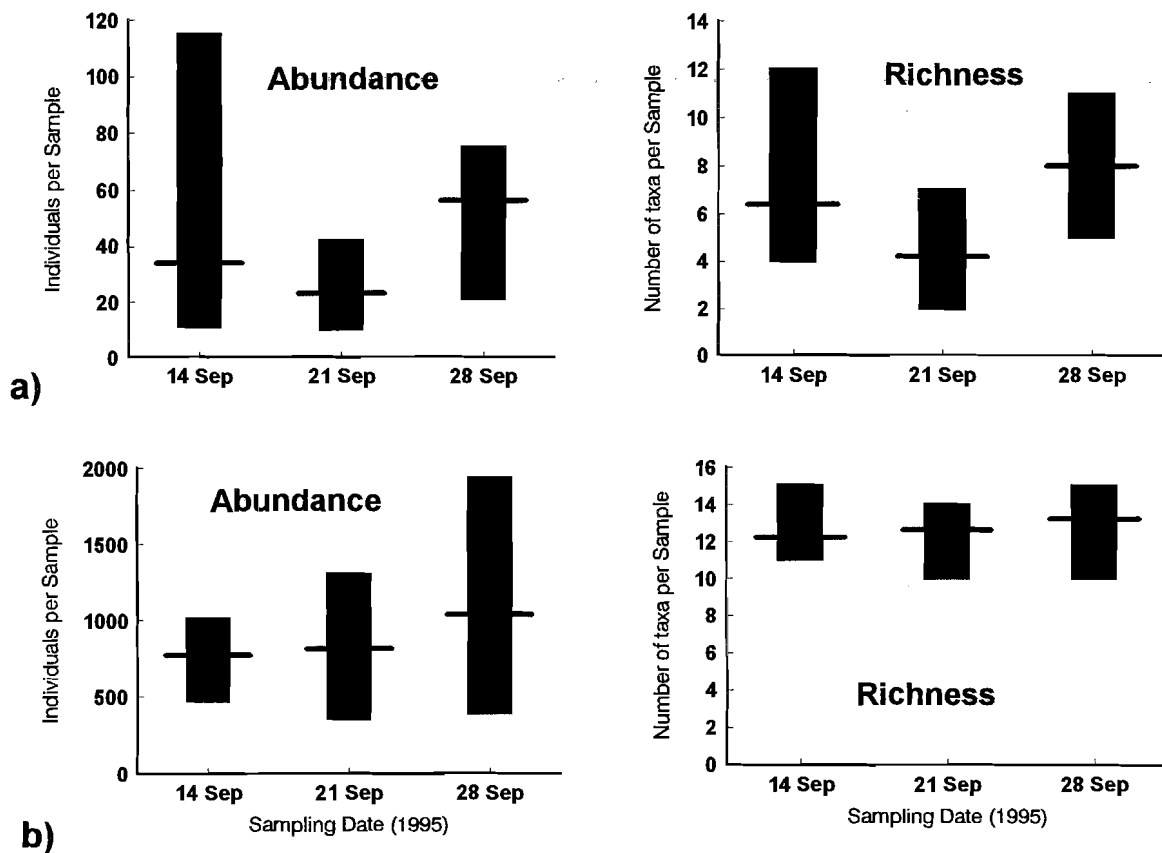 Abundance
Individuals per Sample
120
100
80
60
40
20
0
14 Sep
21 Sep
28 Sep
Richness
Number of taxa per Sample
14
12
10
8
6
4
2
0
14 Sep
21 Sep
28 Sep
a)
Abundance
Individuals per Sample
2000
1500
1000
500
0
14 Sep
21 Sep
28 Sep
Sampling Date (1995)
Richness
Number of taxa per Sample
16
14
12
10
8
6
4
2
0
14 Sep
21 Sep
28 Sep
Sampling Date (1995)
b)